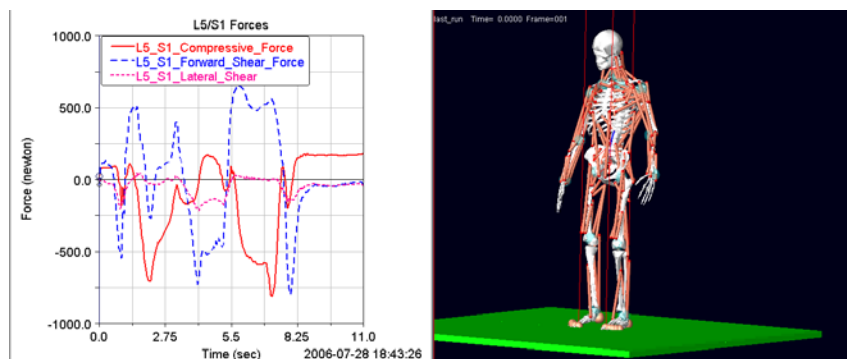 L5/S1 Forces
1000.0
500.0
0.0
-500.0
-1000.0
Force (newton)
L5_S1_Compressive_Force
L5_S1_Forward_Shear_Force
L5_S1_Lateral_Shear
0.0 2.75 5.5 8.25 11.0
Time (sec) 2006-07-28 18:43:26
last_run Time= 0.0000 Frame=001